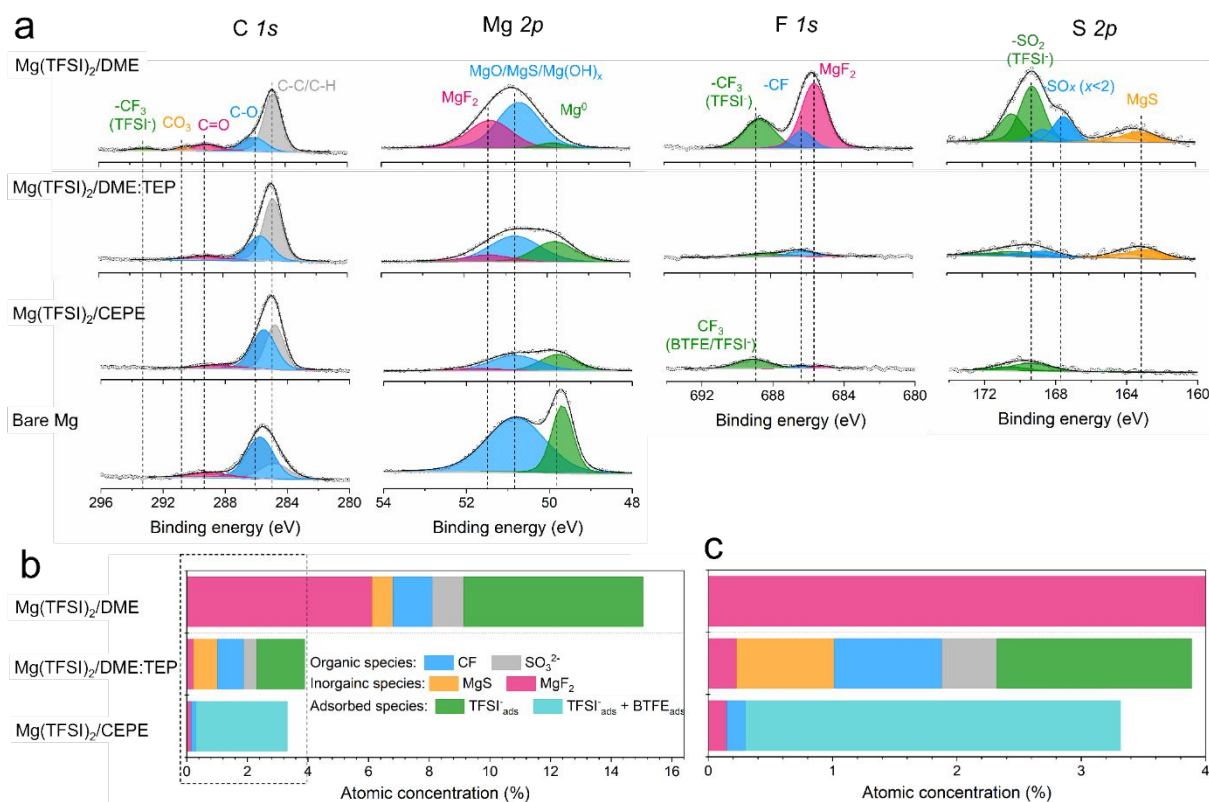 a
C 1s
Mg 2p
F 1s
S 2p
Mg(TFSI)₂/DME
-CF₃
(TFSI⁻)
CO₃
C=O
C-O
C-C/C-H
MgO/MgS/Mg(OH)ₓ
MgF₂
Mg⁰
-CF₃
(TFSI⁻)
-CF
MgF₂
-SO₂
(TFSI⁻)
-SOx (x<2)
MgS
Mg(TFSI)₂/DME:TEP
Mg(TFSI)₂/CEPE
CF₃
(BTFE/TFSI⁻)
692 688 684 680
Binding energy (eV)
172 168 164 160
Binding energy (eV)
Bare Mg
296 292 288 284 280
Binding energy (eV)
54 52 50 48
Binding energy (eV)
b
Mg(TFSI)₂/DME
Mg(TFSI)₂/DME:TEP
Mg(TFSI)₂/CEPE
Organic species: CF SO₃²⁻
Inorgainc species: MgS MgF₂
Adsorbed species: TFSI⁻ads TFSI⁻ads + BTFEads
0 2 4 6 8 10 12 14 16
Atomic concentration (%)
c
0 1 2 3 4
Atomic concentration (%)